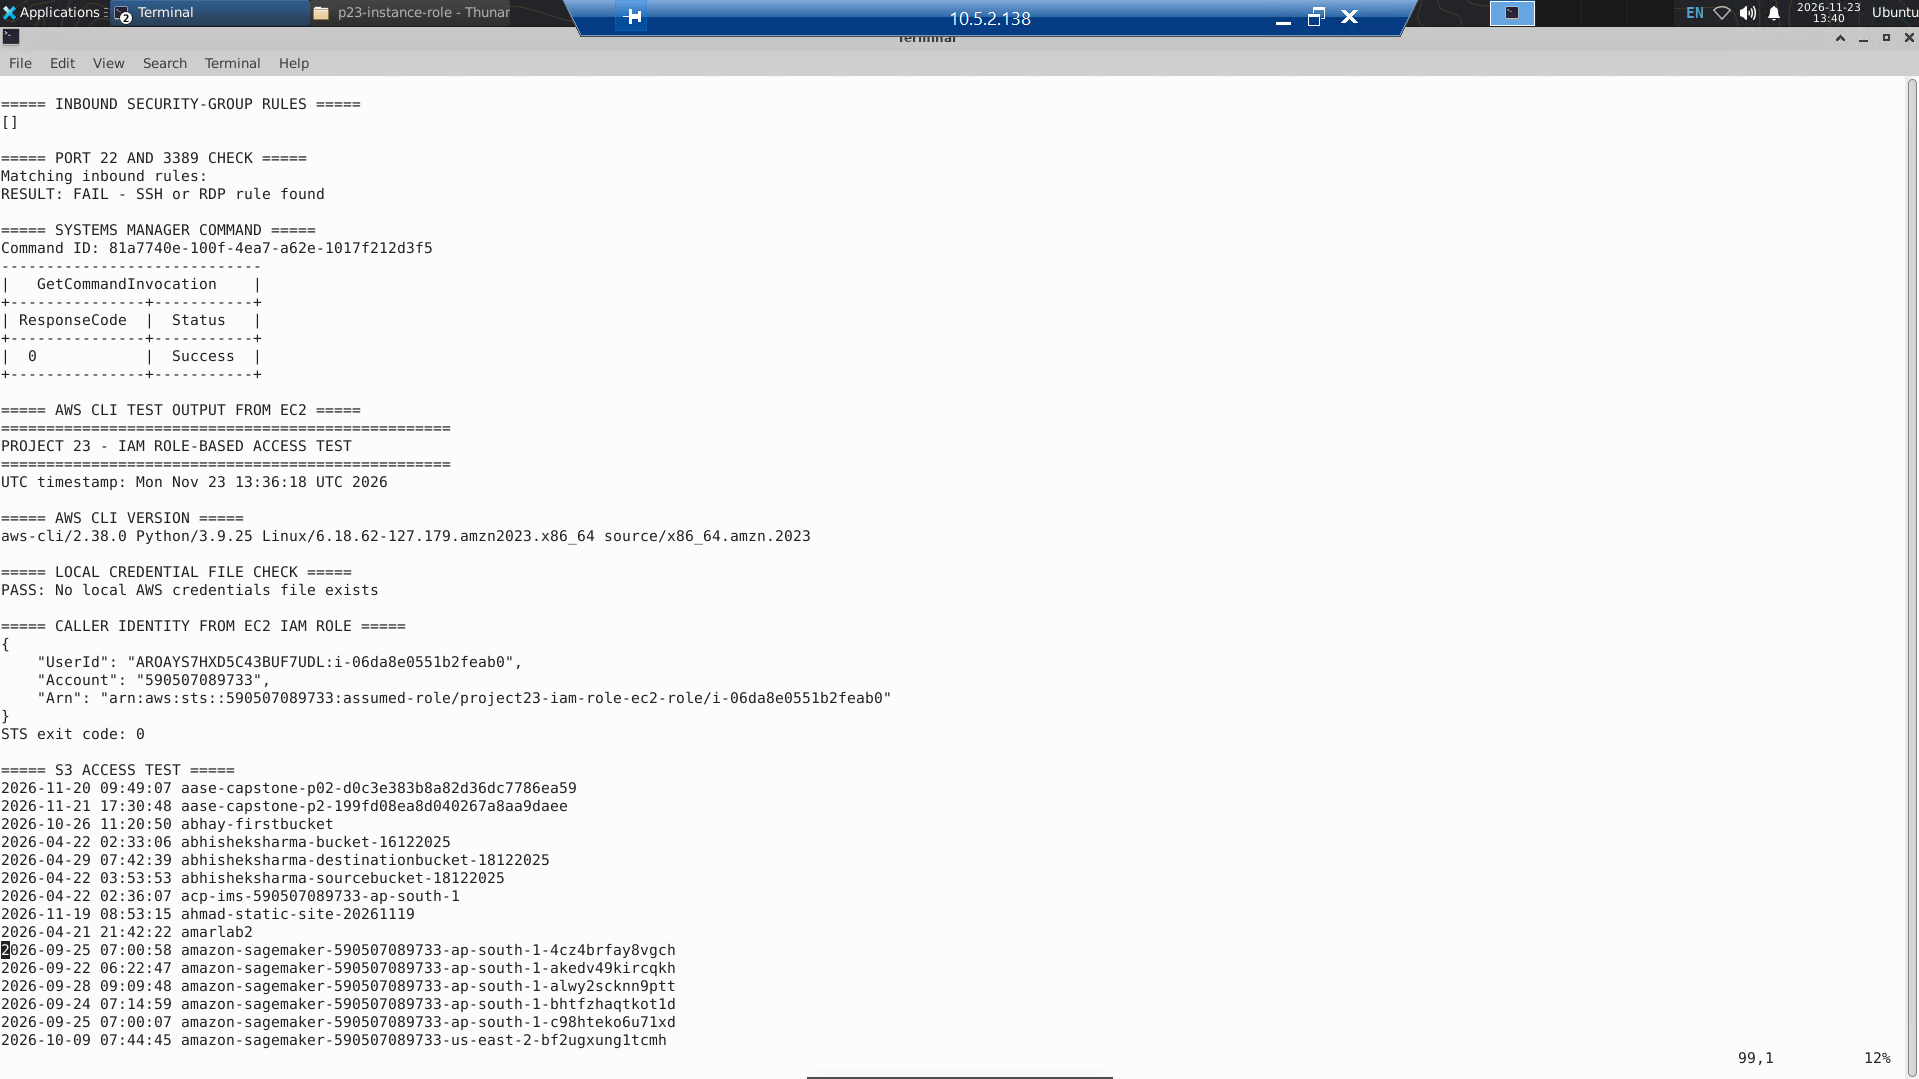 Applications
Terminal
p23-instance-role - Thunar
10.5.2.138
EN
2026-11-23
13:40
Ubuntu
Terminal
File Edit View Search Terminal Help
===== INBOUND SECURITY-GROUP RULES =====
[]
===== PORT 22 AND 3389 CHECK =====
Matching inbound rules:
RESULT: FAIL - SSH or RDP rule found
===== SYSTEMS MANAGER COMMAND =====
Command ID: 81a7740e-100f-4ea7-a62e-1017f212d3f5
-----------------------------
|   GetCommandInvocation    |
+---------------+-----------+
| ResponseCode  |  Status   |
+---------------+-----------+
|  0            |  Success  |
+---------------+-----------+
===== AWS CLI TEST OUTPUT FROM EC2 =====
==================================================
PROJECT 23 - IAM ROLE-BASED ACCESS TEST
==================================================
UTC timestamp: Mon Nov 23 13:36:18 UTC 2026
===== AWS CLI VERSION =====
aws-cli/2.38.0 Python/3.9.25 Linux/6.18.62-127.179.amzn2023.x86_64 source/x86_64.amzn.2023
===== LOCAL CREDENTIAL FILE CHECK =====
PASS: No local AWS credentials file exists
===== CALLER IDENTITY FROM EC2 IAM ROLE =====
{
    "UserId": "AROAYS7HXD5C43BUF7UDL:i-06da8e0551b2feab0",
    "Account": "590507089733",
    "Arn": "arn:aws:sts::590507089733:assumed-role/project23-iam-role-ec2-role/i-06da8e0551b2feab0"
}
STS exit code: 0
===== S3 ACCESS TEST =====
2026-11-20 09:49:07 aase-capstone-p02-d0c3e383b8a82d36dc7786ea59
2026-11-21 17:30:48 aase-capstone-p2-199fd08ea8d040267a8aa9daee
2026-10-26 11:20:50 abhay-firstbucket
2026-04-22 02:33:06 abhisheksharma-bucket-16122025
2026-04-29 07:42:39 abhisheksharma-destinationbucket-18122025
2026-04-22 03:53:53 abhisheksharma-sourcebucket-18122025
2026-04-22 02:36:07 acp-ims-590507089733-ap-south-1
2026-11-19 08:53:15 ahmad-static-site-20261119
2026-04-21 21:42:22 amarlab2
2026-09-25 07:00:58 amazon-sagemaker-590507089733-ap-south-1-4cz4brfay8vgch
2026-09-22 06:22:47 amazon-sagemaker-590507089733-ap-south-1-akedv49kircqkh
2026-09-28 09:09:48 amazon-sagemaker-590507089733-ap-south-1-alwy2scknn9ptt
2026-09-24 07:14:59 amazon-sagemaker-590507089733-ap-south-1-bhtfzhaqtkot1d
2026-09-25 07:00:07 amazon-sagemaker-590507089733-ap-south-1-c98hteko6u71xd
2026-10-09 07:44:45 amazon-sagemaker-590507089733-us-east-2-bf2ugxung1tcmh
99,1 12%